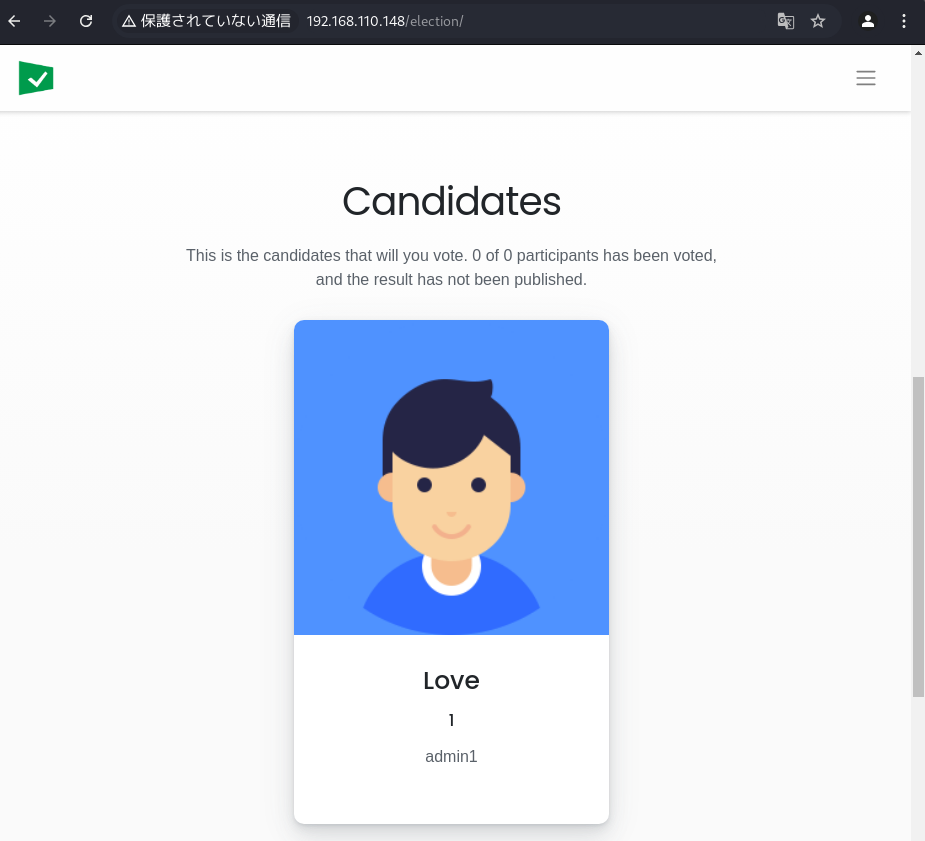 保護されていない通信 192.168.110.148/election/
Candidates
This is the candidates that will you vote. 0 of 0 participants has been voted,
and the result has not been published.
Love
1
admin1